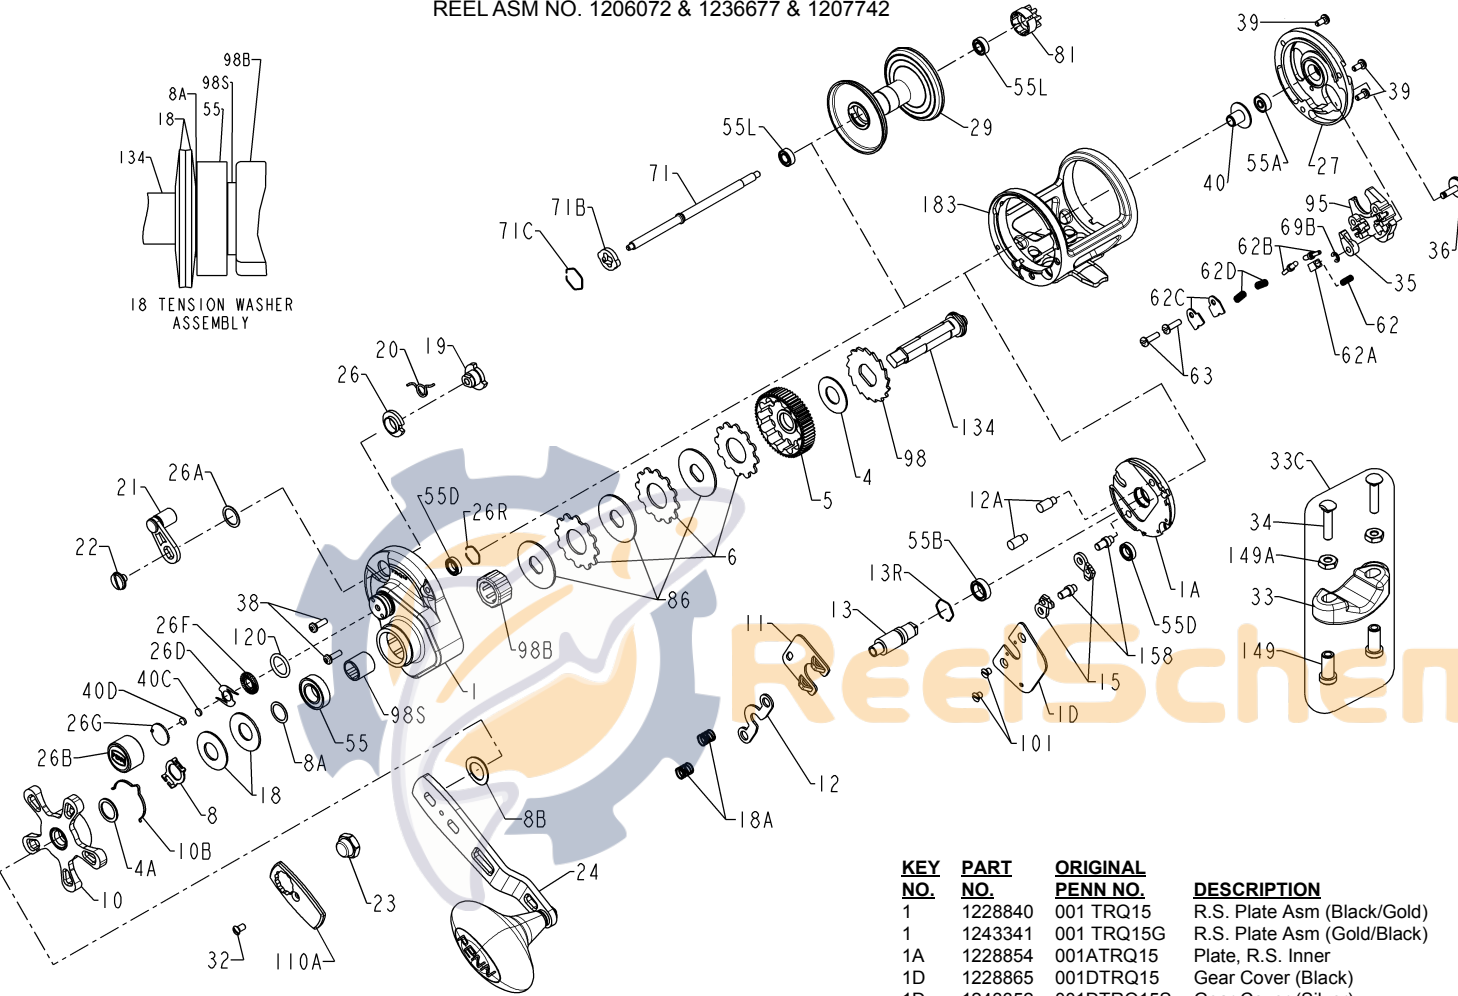 REEL ASM NO. 1206072 & 1236677 & 1207742
98B
98S
8A
55
18
134
18 TENSION WASHER
ASSEMBLY
39
81
55L
29
39
55L
71
40
55A
27
183
95
71B
71C
69B
62B
36
62D
35
62C
62
62A
63
20
19
26
134
98
4
5
26A
21
55D
26R
12A
33C
34
22
6
55B
149A
13R
1A
33
86
13
55D
38
26F
120
98B
11
158
149
26D
40C
15
40D
1
98S
1D
26G
55
101
26B
8A
12
18
8
8B
18A
10B
4A
24
10
23
32
110A
PENN
KEY NO. PART NO. ORIGINAL PENN NO. DESCRIPTION
1 1228840 001 TRQ15 R.S. Plate Asm (Black/Gold)
1 1243341 001 TRQ15G R.S. Plate Asm (Gold/Black)
1A 1228854 001ATRQ15 Plate, R.S. Inner
1D 1228865 001DTRQ15 Gear Cover (Black)
ReelSchem